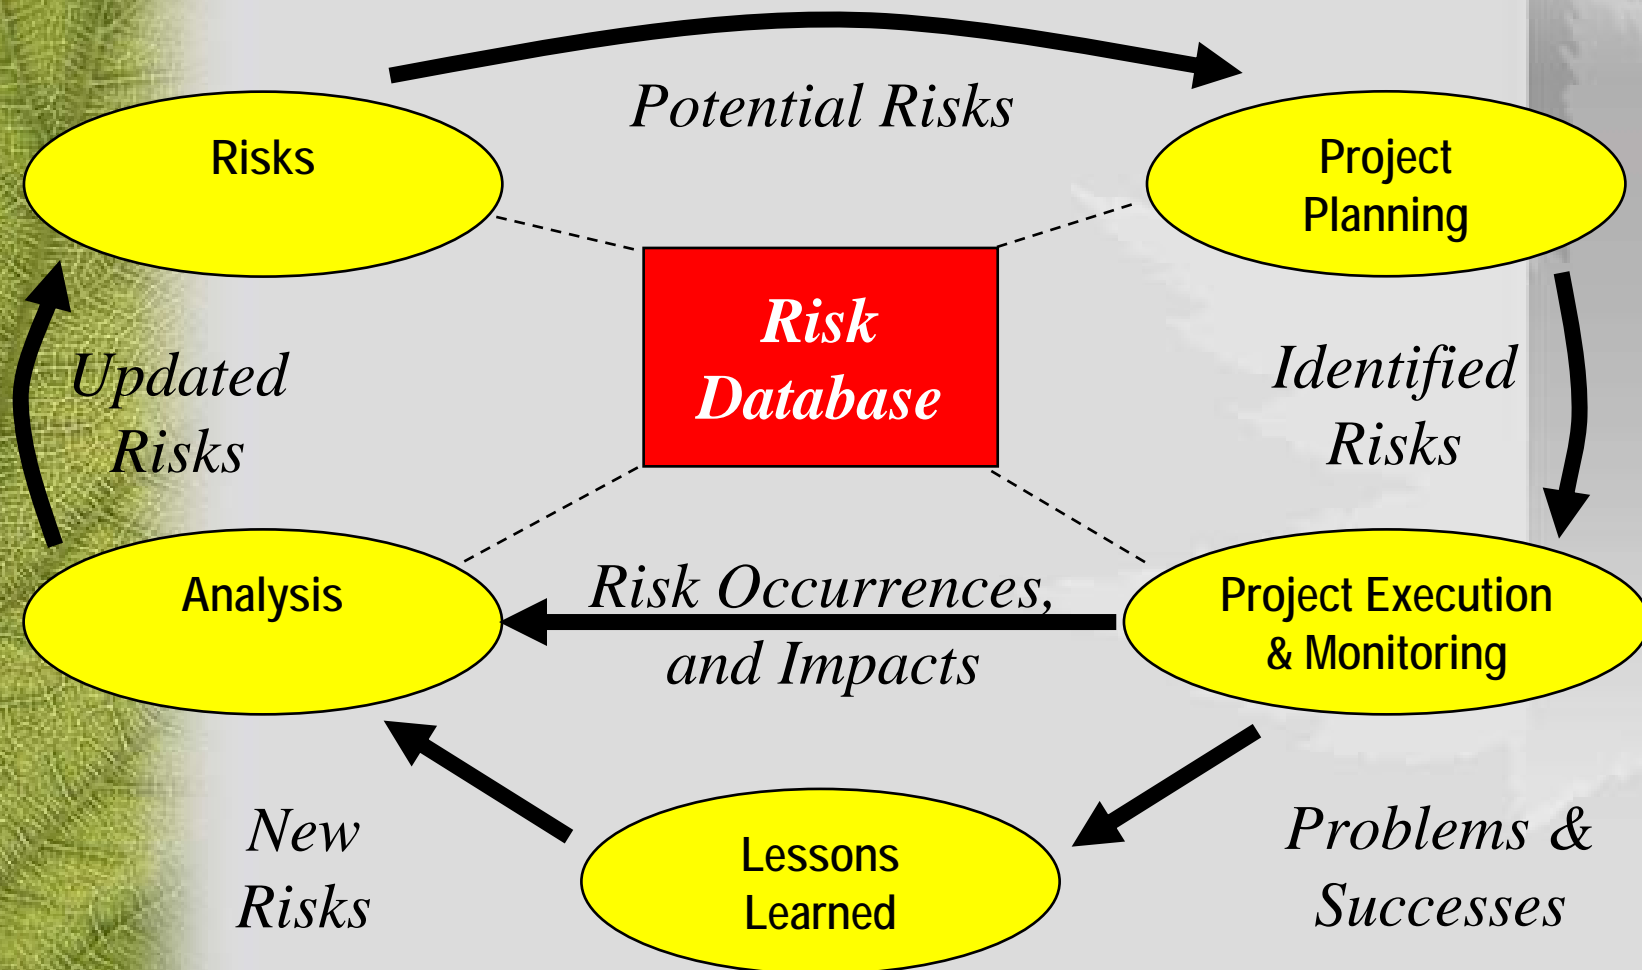 Potential Risks
Risks
Project
Planning
Risk
Database
Updated
Risks
Identified
Risks
Analysis
Risk Occurrences,
and Impacts
Project Execution
& Monitoring
New
Risks
Lessons
Learned
Problems &
Successes